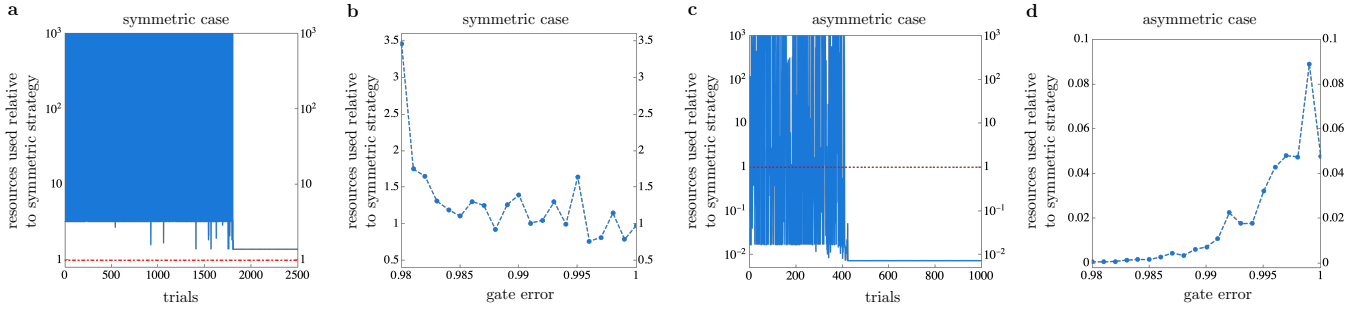 a
symmetric case
resources used relative
to symmetric strategy
10³
10²
10
1
10³
10²
10
1
0 500 1000 1500 2000 2500
trials
b
symmetric case
resources used relative
to symmetric strategy
3.5
3
2.5
2
1.5
1
0.5
3.5
3
2.5
2
1.5
1
0.5
0.98 0.985 0.99 0.995 1
gate error
c
asymmetric case
resources used relative
to symmetric strategy
10³
10²
10
1
10⁻¹
10⁻²
10³
10²
10
1
10⁻¹
10⁻²
0 200 400 600 800 1000
trials
d
asymmetric case
resources used relative
to symmetric strategy
0.1
0.08
0.06
0.04
0.02
0
0.1
0.08
0.06
0.04
0.02
0
0.98 0.985 0.99 0.995 1
gate error